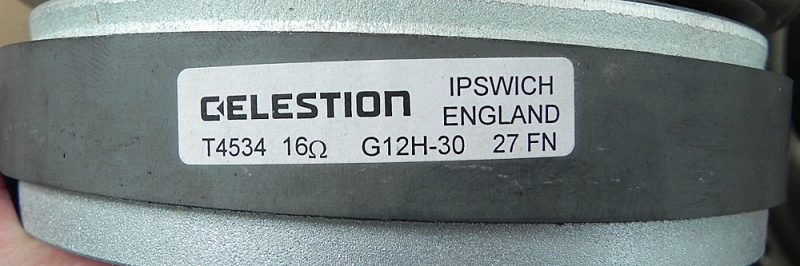 CELESTION IPSWICH
ENGLAND
T4534 16Ω G12H-30 27 FN